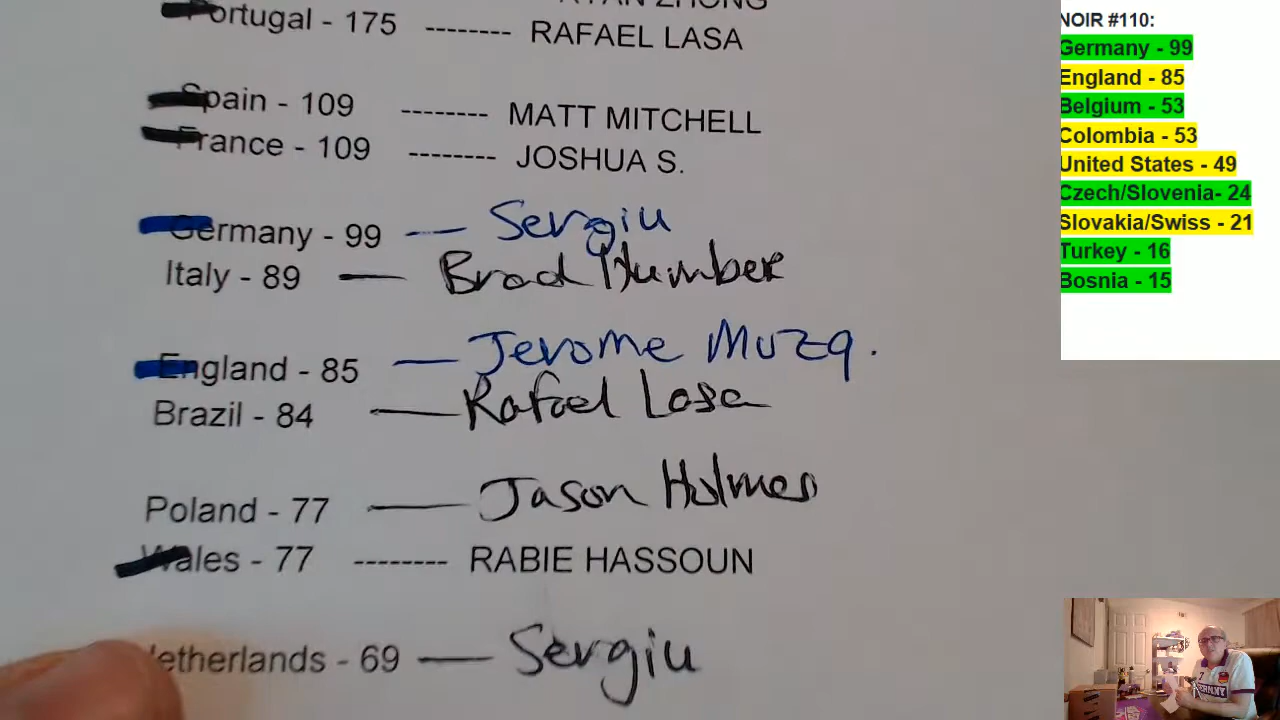 Portugal - 175 -------- RAFAEL LASA
Spain - 109 -------- MATT MITCHELL
France - 109 -------- JOSHUA S.
Germany - 99 — Sergiu
Italy - 89 — Brad Humber
England - 85 — Jerome Muzq.
Brazil - 84 — Rafael Lasa
Poland - 77 — Jason Holmes
Wales - 77 -------- RABIE HASSOUN
Netherlands - 69 — Sergiu
NOIR #110:
Germany - 99
England - 85
Belgium - 53
Colombia - 53
United States - 49
Czech/Slovenia- 24
Slovakia/Swiss - 21
Turkey - 16
Bosnia - 15